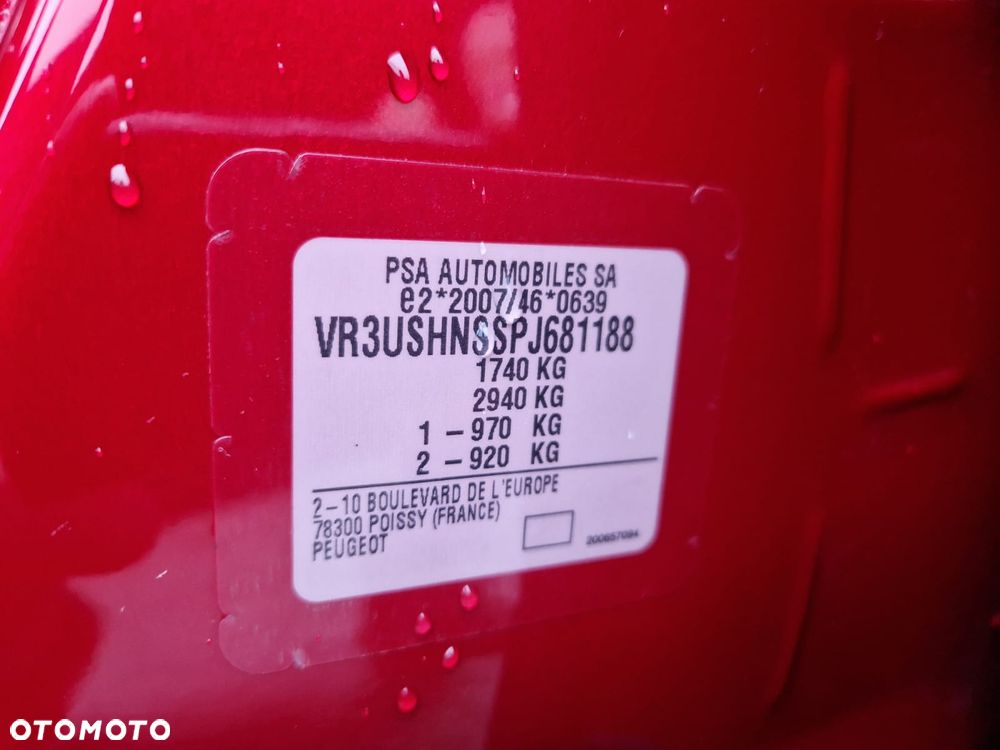 PSA AUTOMOBILES SA
e2*2007/46*0639
VR3USHNSSPJ681188
1740 KG
2940 KG
1 - 970 KG
2 - 920 KG
2-10 BOULEVARD DE L'EUROPE
78300 POISSY (FRANCE)
PEUGEOT
200657094
OTOMOTO